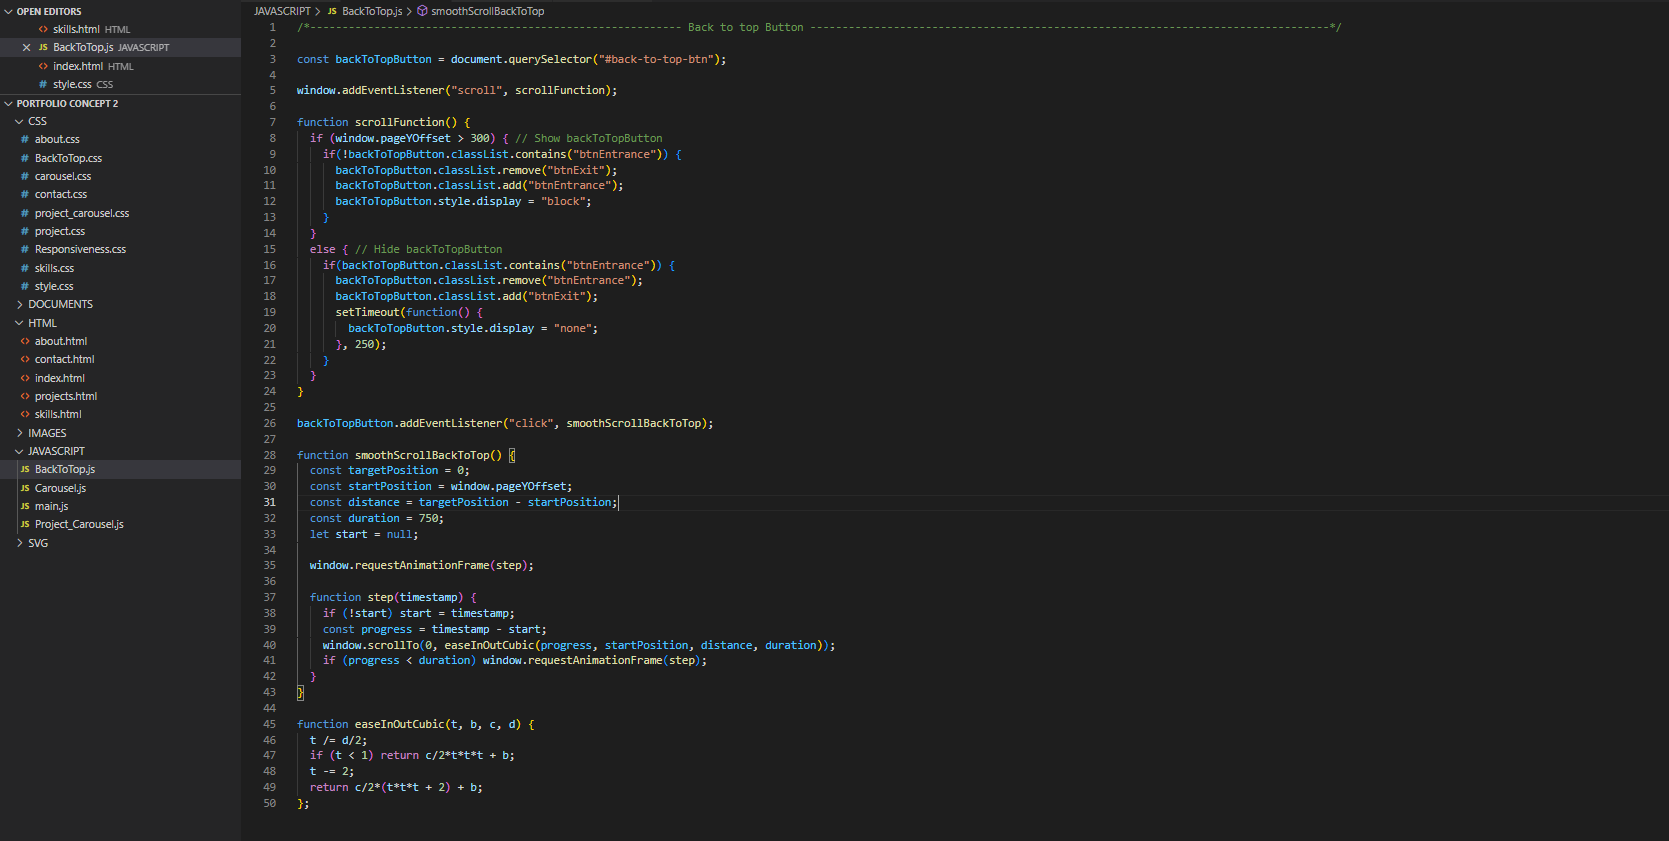 OPEN EDITORS
skills.html HTML
BackToTop.js JAVASCRIPT
index.html HTML
style.css CSS
PORTFOLIO CONCEPT 2
CSS
about.css
BackToTop.css
carousel.css
contact.css
project_carousel.css
project.css
Responsiveness.css
skills.css
style.css
DOCUMENTS
HTML
about.html
contact.html
index.html
projects.html
skills.html
IMAGES
JAVASCRIPT
BackToTop.js
Carousel.js
main.js
Project_Carousel.js
SVG
JAVASCRIPT > JS BackToTop.js > smoothScrollBackToTop
1 /*---------------------------------------------------------- Back to top Button ---------------------------------------------------------------------------------*/
2
3 const backToTopButton = document.querySelector("#back-to-top-btn");
4
5 window.addEventListener("scroll", scrollFunction);
6
7 function scrollFunction() {
8   if (window.pageYOffset > 300) { // Show backToTopButton
9     if(!backToTopButton.classList.contains("btnEntrance")) {
10       backToTopButton.classList.remove("btnExit");
11       backToTopButton.classList.add("btnEntrance");
12       backToTopButton.style.display = "block";
13     }
14   }
15   else { // Hide backToTopButton
16     if(backToTopButton.classList.contains("btnEntrance")) {
17       backToTopButton.classList.remove("btnEntrance");
18       backToTopButton.classList.add("btnExit");
19       setTimeout(function() {
20         backToTopButton.style.display = "none";
21       }, 250);
22     }
23   }
24 }
25
26 backToTopButton.addEventListener("click", smoothScrollBackToTop);
27
28 function smoothScrollBackToTop() {
29   const targetPosition = 0;
30   const startPosition = window.pageYOffset;
31   const distance = targetPosition - startPosition;
32   const duration = 750;
33   let start = null;
34
35   window.requestAnimationFrame(step);
36
37   function step(timestamp) {
38     if (!start) start = timestamp;
39     const progress = timestamp - start;
40     window.scrollTo(0, easeInOutCubic(progress, startPosition, distance, duration));
41     if (progress < duration) window.requestAnimationFrame(step);
42   }
43 }
44
45 function easeInOutCubic(t, b, c, d) {
46   t /= d/2;
47   if (t < 1) return c/2*t*t*t + b;
48   t -= 2;
49   return c/2*(t*t*t + 2) + b;
50 };